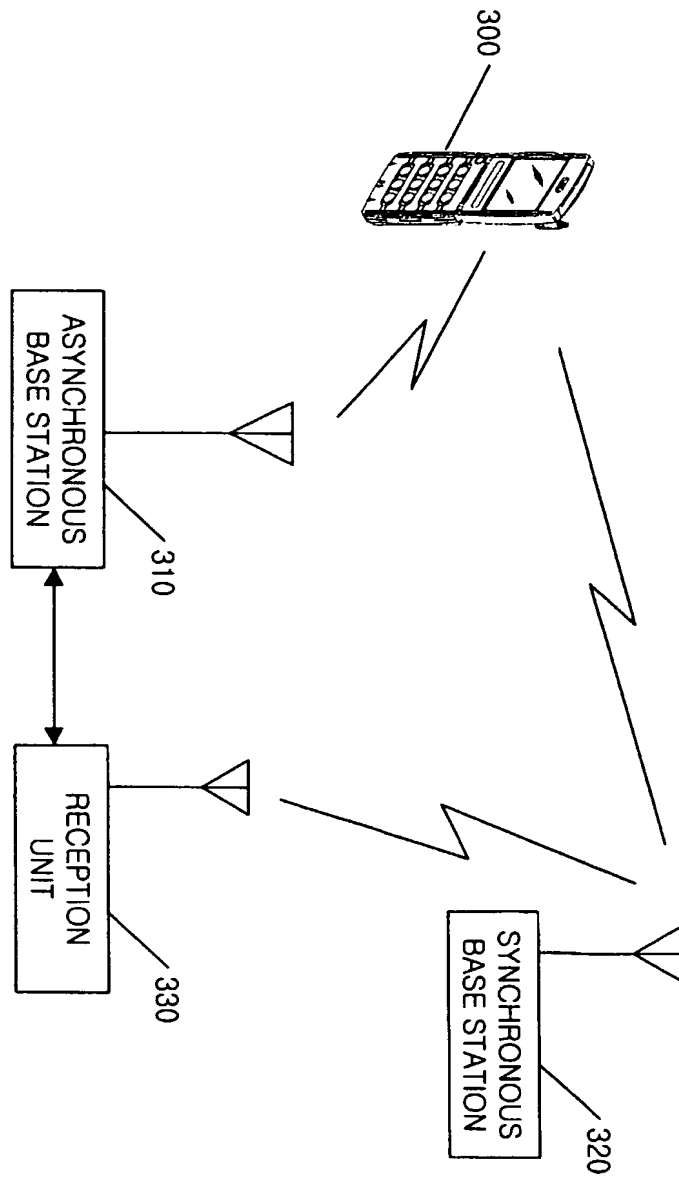 300
ASYNCHRONOUS
BASE STATION
310
RECEPTION
UNIT
330
SYNCHRONOUS
BASE STATION
320